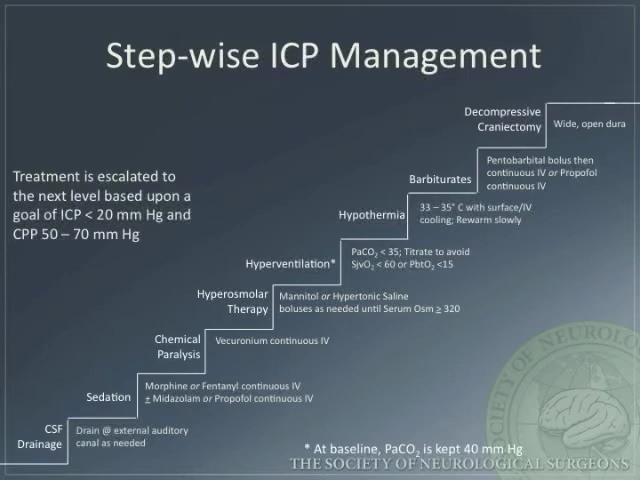 Step-wise ICP Management
Treatment is escalated to
the next level based upon a
goal of ICP < 20 mm Hg and
CPP 50 – 70 mm Hg
Decompressive
Craniectomy
Wide, open dura
Barbiturates
Pentobarbital bolus then
continuous IV or Propofol
continuous IV
Hypothermia
33 – 35° C with surface/IV
cooling; Rewarm slowly
Hyperventilation*
PaCO₂ < 35; Titrate to avoid
SjvO₂ < 60 or PbtO₂ <15
Hyperosmolar
Therapy
Mannitol or Hypertonic Saline
boluses as needed until Serum Osm ≥ 320
Chemical
Paralysis
Vecuronium continuous IV
Sedation
Morphine or Fentanyl continuous IV
± Midazolam or Propofol continuous IV
CSF
Drainage
Drain @ external auditory
canal as needed
* At baseline, PaCO₂ is kept 40 mm Hg
THE SOCIETY OF NEUROLOGICAL SURGEONS